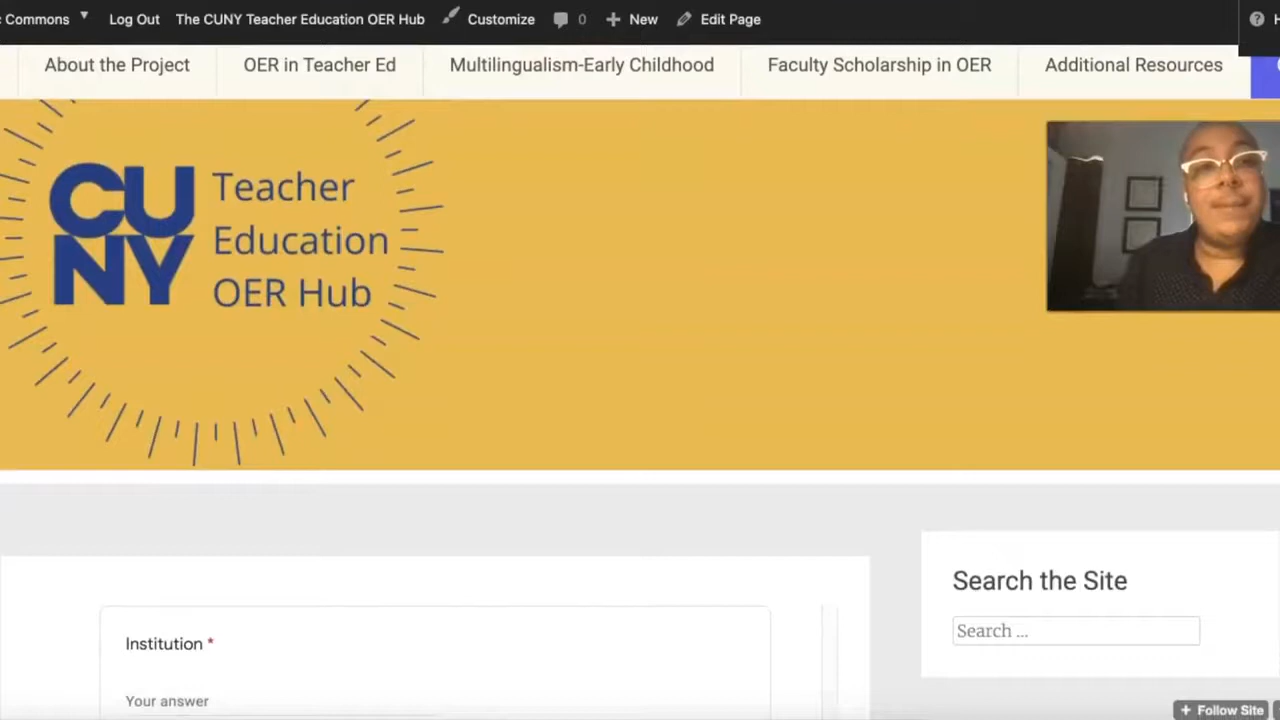 c Commons
Log Out
The CUNY Teacher Education OER Hub
Customize
0
New
Edit Page
H
About the Project
OER in Teacher Ed
Multilingualism-Early Childhood
Faculty Scholarship in OER
Additional Resources
CU
NY
Teacher
Education
OER Hub
Search the Site
Search ...
Institution *
Your answer
+ Follow Site